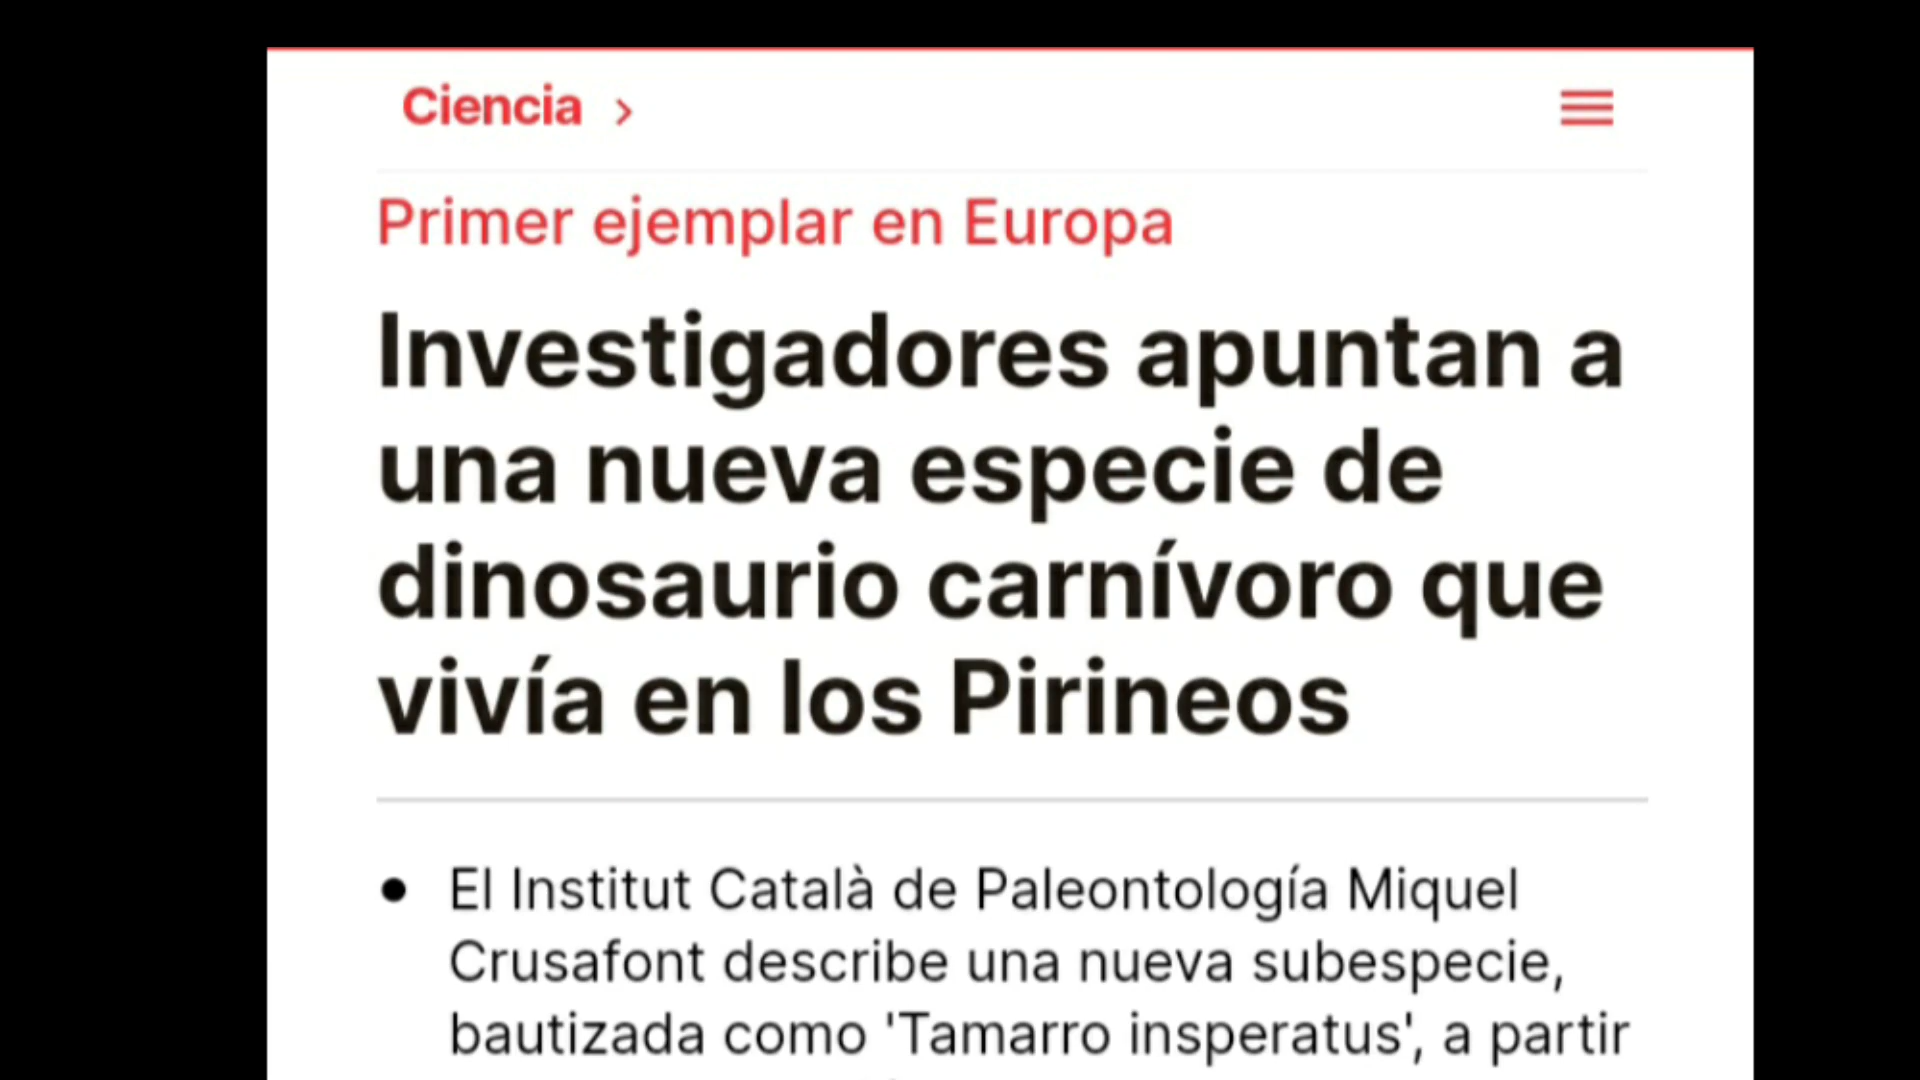 Ciencia >
Primer ejemplar en Europa
Investigadores apuntan a
una nueva especie de
dinosaurio carnívoro que
vivía en los Pirineos
• El Institut Català de Paleontología Miquel
Crusafont describe una nueva subespecie,
bautizada como 'Tamarro insperatus', a partir